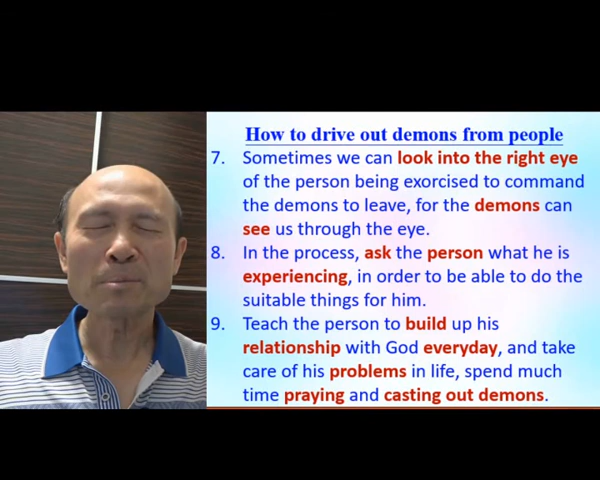 How to drive out demons from people
7. Sometimes we can look into the right eye
of the person being exorcised to command
the demons to leave, for the demons can
see us through the eye.
8. In the process, ask the person what he is
experiencing, in order to be able to do the
suitable things for him.
9. Teach the person to build up his
relationship with God everyday, and take
care of his problems in life, spend much
time praying and casting out demons.